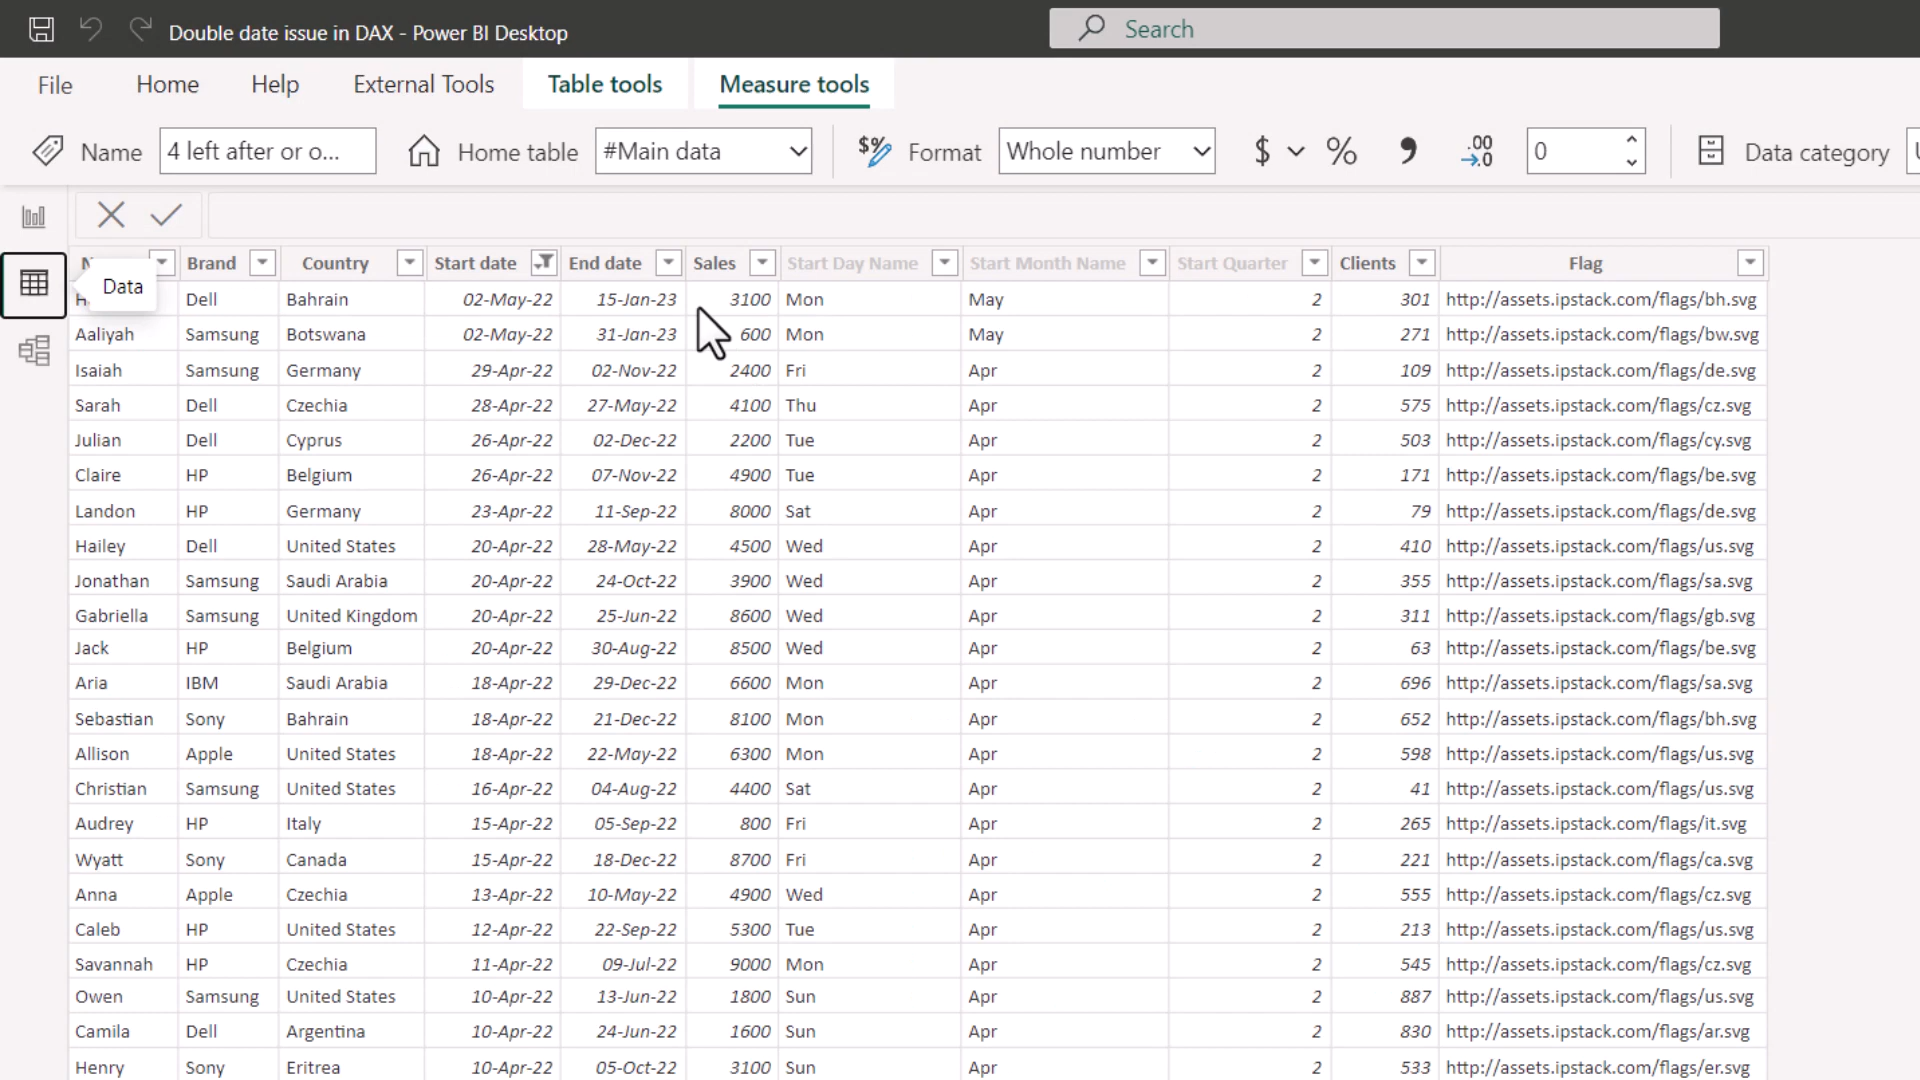 Double date issue in DAX - Power BI Desktop
Search
File Home Help External Tools Table tools Measure tools
Name 4 left after or o... Home table #Main data Format Whole number $ % 0 Data category
Brand Country Start date End date Sales Start Day Name Start Month Name Start Quarter Clients Flag
Data
Dell Bahrain 02-May-22 15-Jan-23 3100 Mon May 2 301 http://assets.ipstack.com/flags/bh.svg
Aaliyah Samsung Botswana 02-May-22 31-Jan-23 600 Mon May 2 271 http://assets.ipstack.com/flags/bw.svg
Isaiah Samsung Germany 29-Apr-22 02-Nov-22 2400 Fri Apr 2 109 http://assets.ipstack.com/flags/de.svg
Sarah Dell Czechia 28-Apr-22 27-May-22 4100 Thu Apr 2 575 http://assets.ipstack.com/flags/cz.svg
Julian Dell Cyprus 26-Apr-22 02-Dec-22 2200 Tue Apr 2 503 http://assets.ipstack.com/flags/cy.svg
Claire HP Belgium 26-Apr-22 07-Nov-22 4900 Tue Apr 2 171 http://assets.ipstack.com/flags/be.svg
Landon HP Germany 23-Apr-22 11-Sep-22 8000 Sat Apr 2 79 http://assets.ipstack.com/flags/de.svg
Hailey Dell United States 20-Apr-22 28-May-22 4500 Wed Apr 2 410 http://assets.ipstack.com/flags/us.svg
Jonathan Samsung Saudi Arabia 20-Apr-22 24-Oct-22 3900 Wed Apr 2 355 http://assets.ipstack.com/flags/sa.svg
Gabriella Samsung United Kingdom 20-Apr-22 25-Jun-22 8600 Wed Apr 2 311 http://assets.ipstack.com/flags/gb.svg
Jack HP Belgium 20-Apr-22 30-Aug-22 8500 Wed Apr 2 63 http://assets.ipstack.com/flags/be.svg
Aria IBM Saudi Arabia 18-Apr-22 29-Dec-22 6600 Mon Apr 2 696 http://assets.ipstack.com/flags/sa.svg
Sebastian Sony Bahrain 18-Apr-22 21-Dec-22 8100 Mon Apr 2 652 http://assets.ipstack.com/flags/bh.svg
Allison Apple United States 18-Apr-22 22-May-22 6300 Mon Apr 2 598 http://assets.ipstack.com/flags/us.svg
Christian Samsung United States 16-Apr-22 04-Aug-22 4400 Sat Apr 2 41 http://assets.ipstack.com/flags/us.svg
Audrey HP Italy 15-Apr-22 05-Sep-22 800 Fri Apr 2 265 http://assets.ipstack.com/flags/it.svg
Wyatt Sony Canada 15-Apr-22 18-Dec-22 8700 Fri Apr 2 221 http://assets.ipstack.com/flags/ca.svg
Anna Apple Czechia 13-Apr-22 10-May-22 4900 Wed Apr 2 555 http://assets.ipstack.com/flags/cz.svg
Caleb HP United States 12-Apr-22 22-Sep-22 5300 Tue Apr 2 213 http://assets.ipstack.com/flags/us.svg
Savannah HP Czechia 11-Apr-22 09-Jul-22 9000 Mon Apr 2 545 http://assets.ipstack.com/flags/cz.svg
Owen Samsung United States 10-Apr-22 13-Jun-22 1800 Sun Apr 2 887 http://assets.ipstack.com/flags/us.svg
Camila Dell Argentina 10-Apr-22 24-Jun-22 1600 Sun Apr 2 830 http://assets.ipstack.com/flags/ar.svg
Henry Sony Eritrea 10-Apr-22 05-Oct-22 3100 Sun Apr 2 533 http://assets.ipstack.com/flags/er.svg